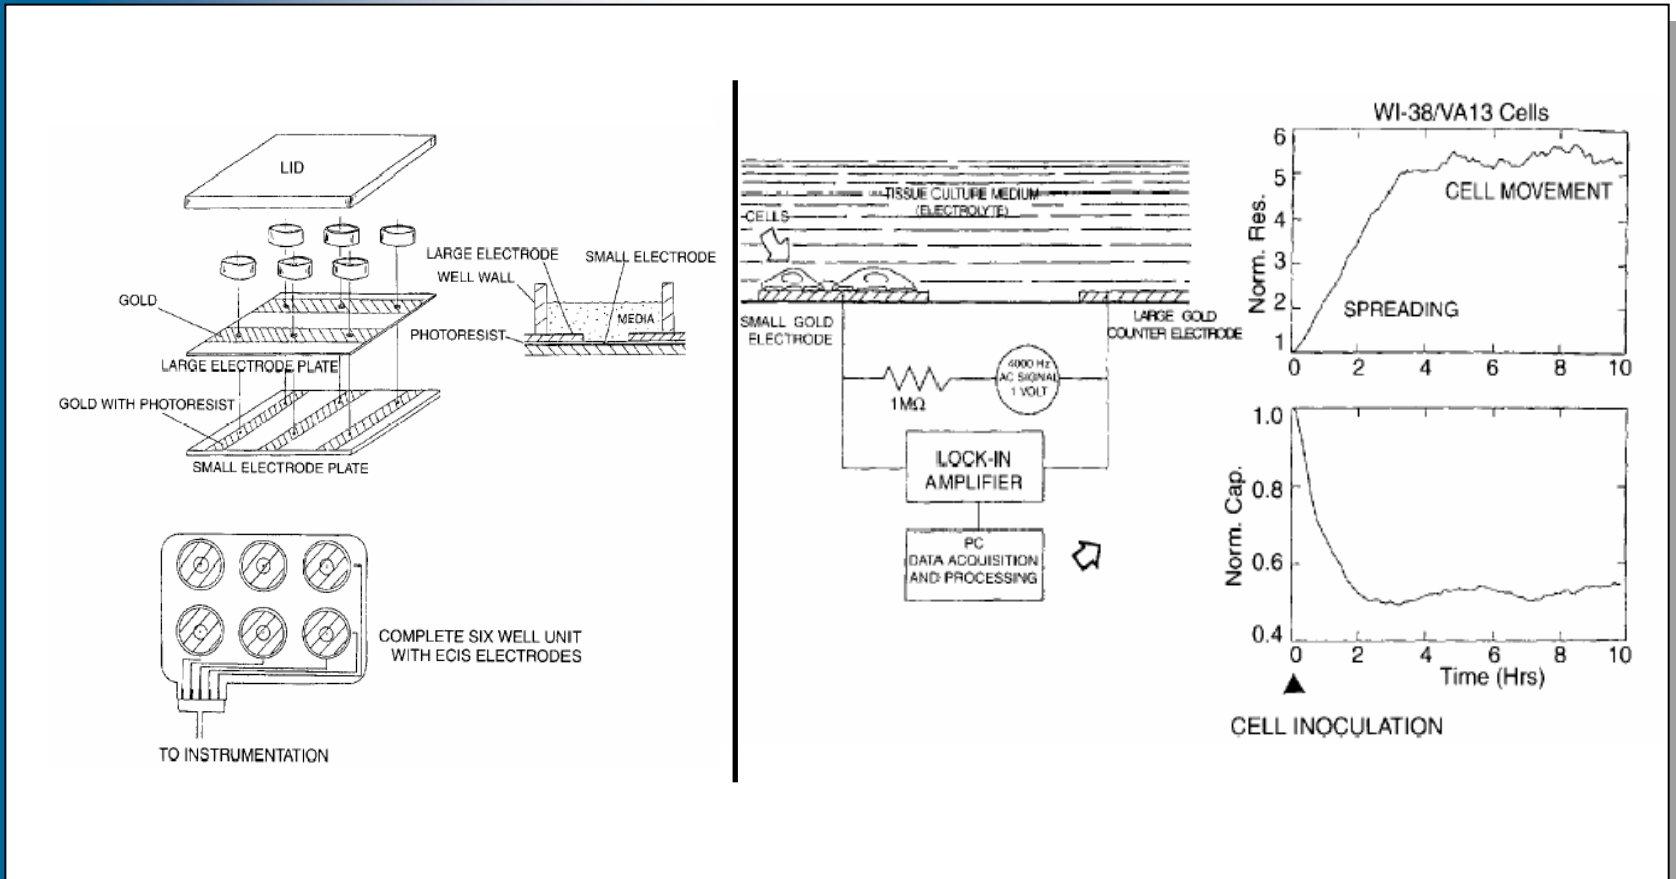 LID
LARGE ELECTRODE
SMALL ELECTRODE
WELL WALL
GOLD
MEDIA
PHOTORESIST
LARGE ELECTRODE PLATE
GOLD WITH PHOTORESIST
SMALL ELECTRODE PLATE
COMPLETE SIX WELL UNIT
WITH ECIS ELECTRODES
TO INSTRUMENTATION
TISSUE CULTURE MEDIUM
(ELECTROLYTE)
CELLS
SMALL GOLD
ELECTRODE
LARGE GOLD
COUNTER ELECTRODE
4000 Hz
AC SIGNAL
1 VOLT
1MΩ
LOCK-IN
AMPLIFIER
PC
DATA ACQUISITION
AND PROCESSING
WI-38/VA13 Cells
6
5
4
3
2
1
Norm. Res.
CELL MOVEMENT
SPREADING
0 2 4 6 8 10
1.0
0.8
0.6
0.4
Norm. Cap.
0 2 4 6 8 10
Time (Hrs)
CELL INOCULATION